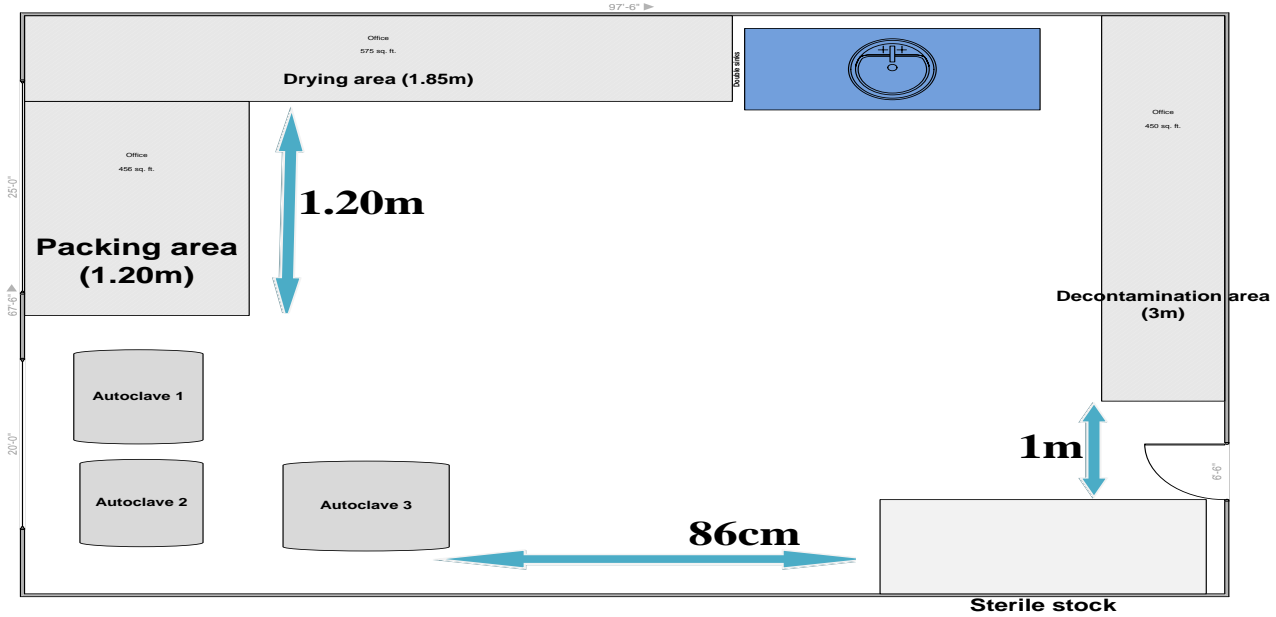 97'-6" ►
Office
575 sq. ft.
Drying area (1.85m)
Double sinks
Office
450 sq. ft.
Office
456 sq. ft.
25'-0"
1.20m
Packing area
(1.20m)
67'-6" ►
Decontamination area
(3m)
Autoclave 1
20'-0"
1m
6'-6"
Autoclave 2
Autoclave 3
86cm
Sterile stock